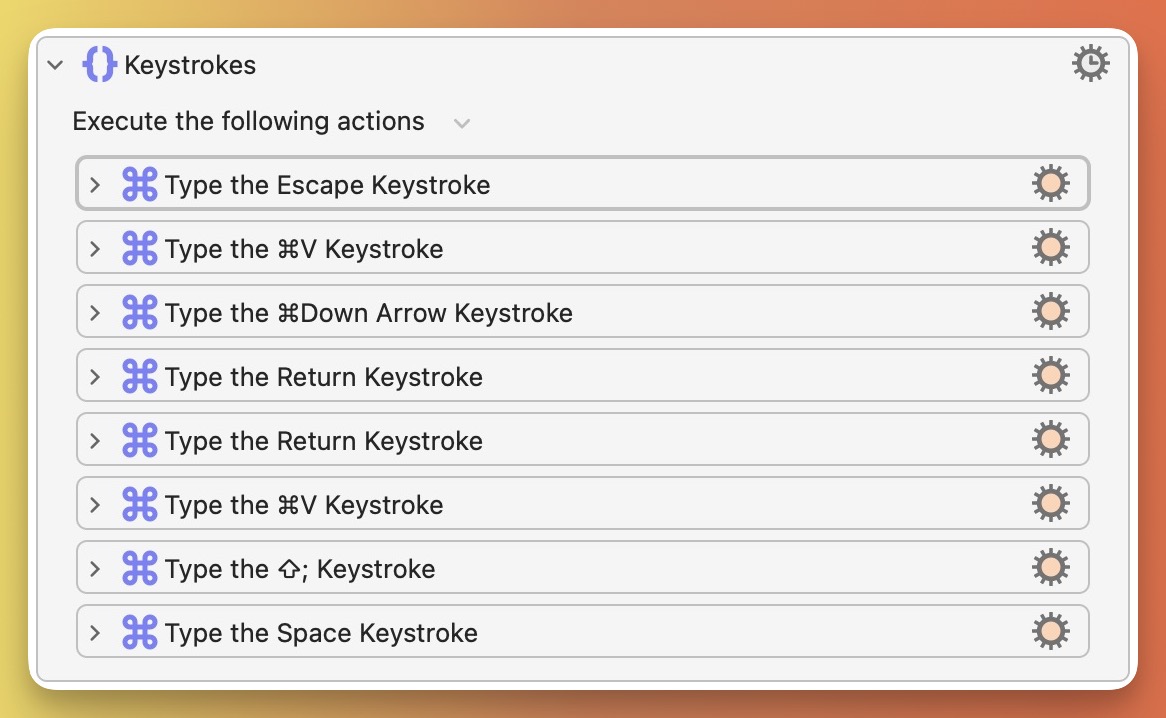 Keystrokes
Execute the following actions
Type the Escape Keystroke
Type the ⌘V Keystroke
Type the ⌘Down Arrow Keystroke
Type the Return Keystroke
Type the Return Keystroke
Type the ⌘V Keystroke
Type the ⇧; Keystroke
Type the Space Keystroke